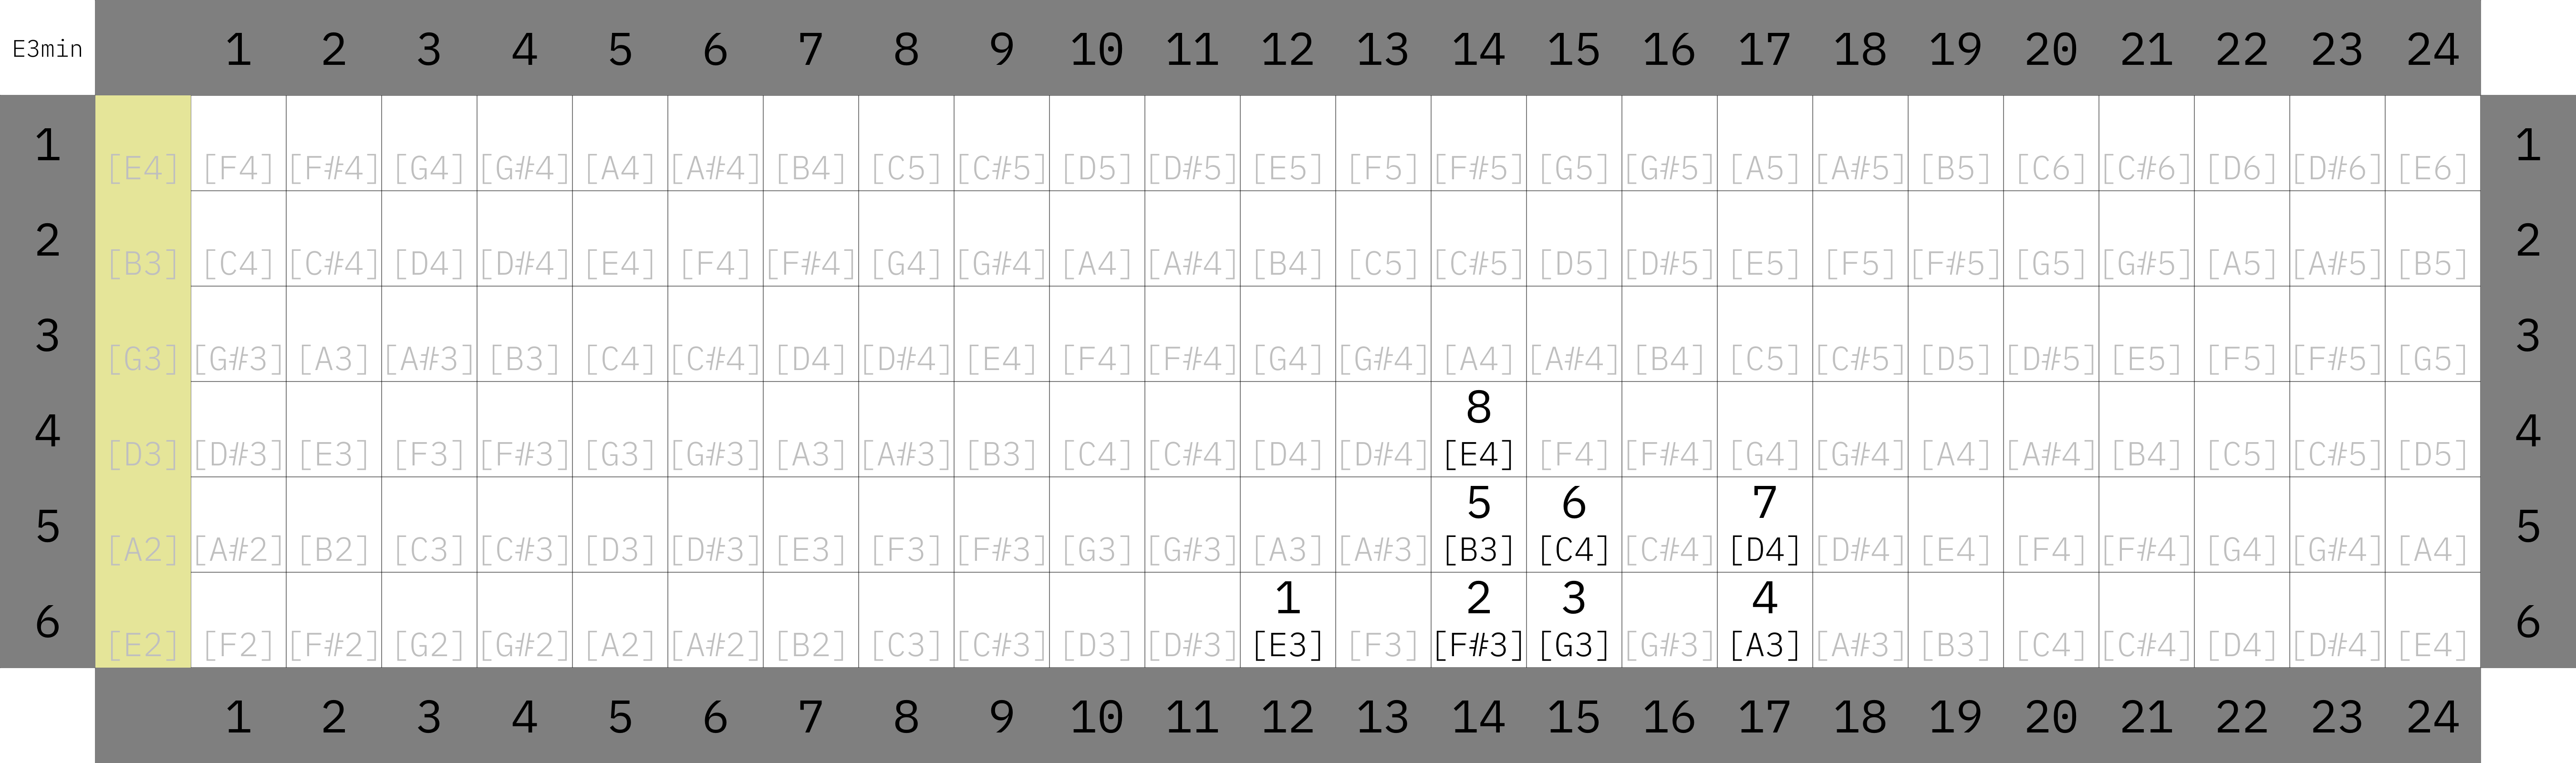 E3min 1 2 3 4 5 6 7 8 9 10 11 12 13 14 15 16 17 18 19 20 21 22 23 24
1 [E4] [F4] [F#4] [G4] [G#4] [A4] [A#4] [B4] [C5] [C#5] [D5] [D#5] [E5] [F5] [F#5] [G5] [G#5] [A5] [A#5] [B5] [C6] [C#6] [D6] [D#6] [E6] 1
2 [B3] [C4] [C#4] [D4] [D#4] [E4] [F4] [F#4] [G4] [G#4] [A4] [A#4] [B4] [C5] [C#5] [D5] [D#5] [E5] [F5] [F#5] [G5] [G#5] [A5] [A#5] [B5] 2
3 [G3] [G#3] [A3] [A#3] [B3] [C4] [C#4] [D4] [D#4] [E4] [F4] [F#4] [G4] [G#4] [A4] [A#4] [B4] [C5] [C#5] [D5] [D#5] [E5] [F5] [F#5] [G5] 3
8
4 [D3] [D#3] [E3] [F3] [F#3] [G3] [G#3] [A3] [A#3] [B3] [C4] [C#4] [D4] [D#4] [E4] [F4] [F#4] [G4] [G#4] [A4] [A#4] [B4] [C5] [C#5] [D5] 4
5 6 7
5 [A2] [A#2] [B2] [C3] [C#3] [D3] [D#3] [E3] [F3] [F#3] [G3] [G#3] [A3] [A#3] [B3] [C4] [C#4] [D4] [D#4] [E4] [F4] [F#4] [G4] [G#4] [A4] 5
1 2 3 4
6 [E2] [F2] [F#2] [G2] [G#2] [A2] [A#2] [B2] [C3] [C#3] [D3] [D#3] [E3] [F3] [F#3] [G3] [G#3] [A3] [A#3] [B3] [C4] [C#4] [D4] [D#4] [E4] 6
1 2 3 4 5 6 7 8 9 10 11 12 13 14 15 16 17 18 19 20 21 22 23 24